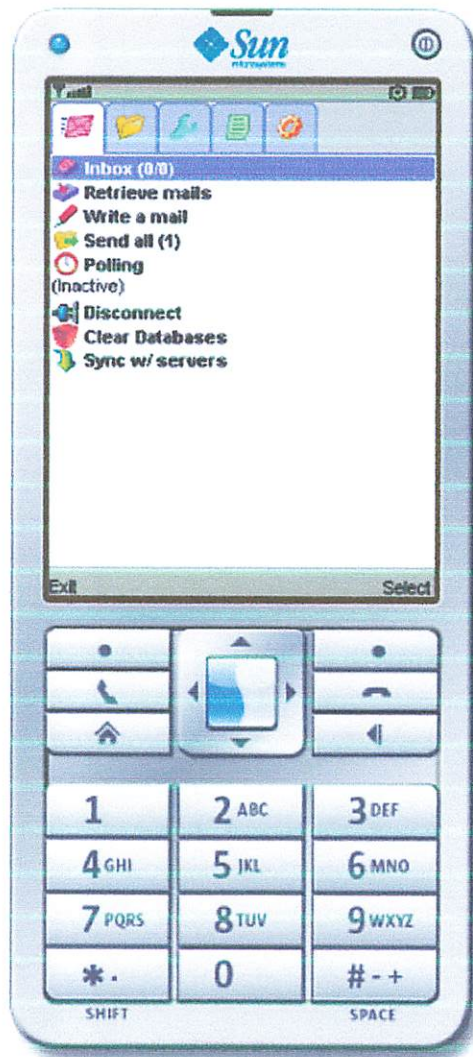 Sun
microsystems
Inbox (0/0)
Retrieve mails
Write a mail
Send all (1)
Polling
(Inactive)
Disconnect
Clear Databases
Sync w/ servers
Exit Select
1 2 ABC 3 DEF
4 GHI 5 JKL 6 MNO
7 PQRS 8 TUV 9 WXYZ
* . 0 # - +
SHIFT SPACE